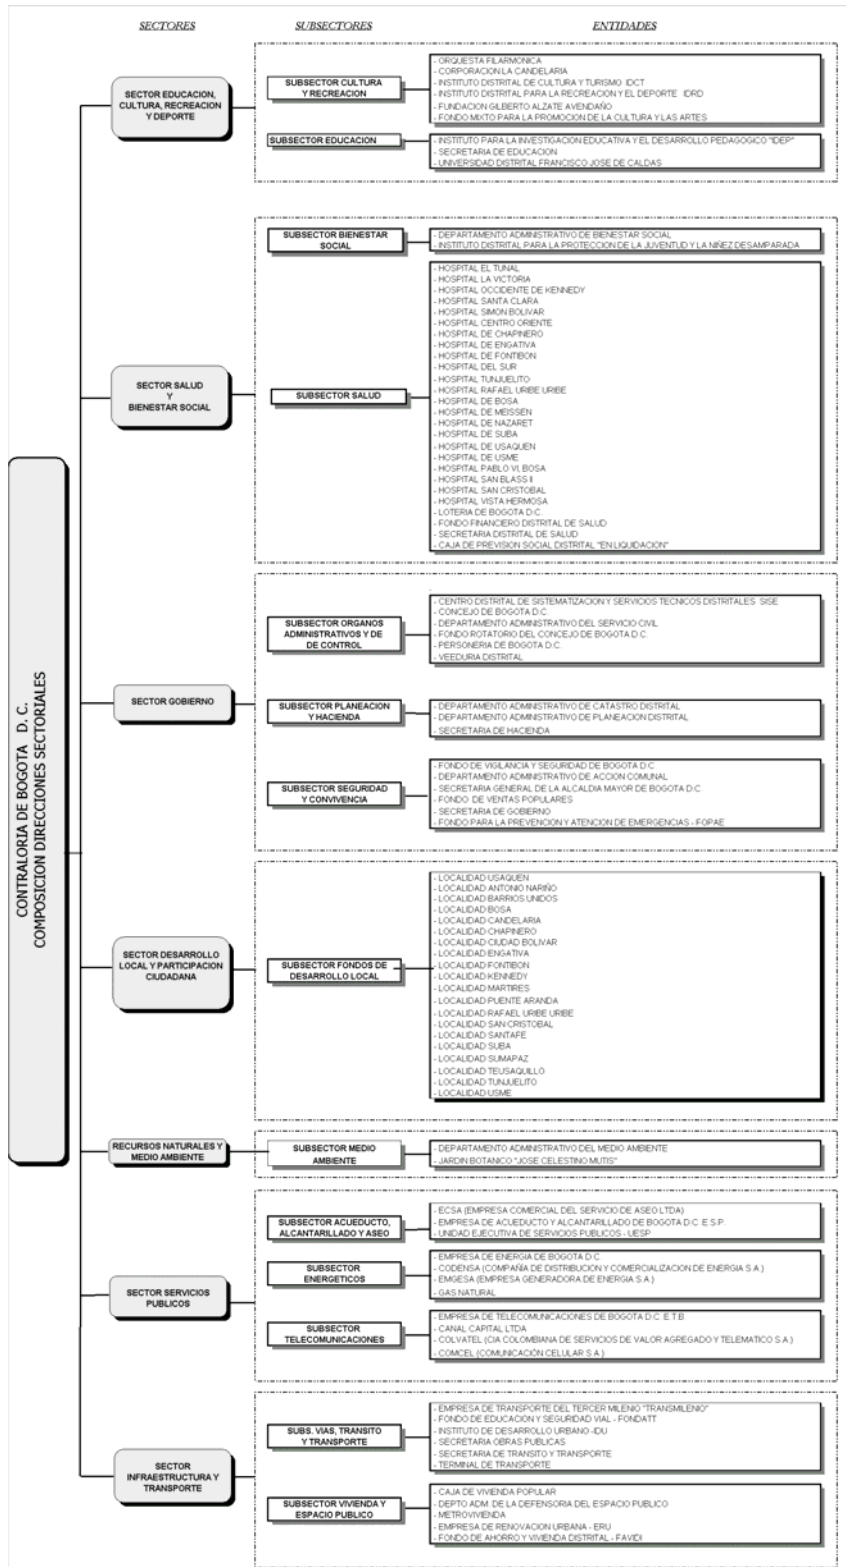 SECTORES
SUBSECTORES
ENTIDADES
CONTRALORIA DE BOGOTA D. C.
COMPOSICION DIRECCIONES SECTORIALES
SECTOR EDUCACION,
CULTURA, RECREACION
Y DEPORTE
SUBSECTOR CULTURA
Y RECREACION
- ORQUESTA FILARMONICA
- CORPORACION LA CANDELARIA
- INSTITUTO DISTRITAL DE CULTURA Y TURISMO IDCT
- INSTITUTO DISTRITAL PARA LA RECREACION Y EL DEPORTE IDRD
- FUNDACION GILBERTO ALZATE AVENDAÑO
- FONDO MIXTO PARA LA PROMOCION DE LA CULTURA Y LAS ARTES
SUBSECTOR EDUCACION
- INSTITUTO PARA LA INVESTIGACION EDUCATIVA Y EL DESARROLLO PEDAGOGICO "IDEP"
- SECRETARIA DE EDUCACION
- UNIVERSIDAD DISTRITAL FRANCISCO JOSE DE CALDAS
SECTOR SALUD
Y
BIENESTAR SOCIAL
SUBSECTOR BIENESTAR
SOCIAL
- DEPARTAMENTO ADMINISTRATIVO DE BIENESTAR SOCIAL
- INSTITUTO DISTRITAL PARA LA PROTECCION DE LA JUVENTUD Y LA NIÑEZ DESAMPARADA
SUBSECTOR SALUD
- HOSPITAL EL TUNAL
- HOSPITAL LA VICTORIA
- HOSPITAL OCCIDENTE DE KENNEDY
- HOSPITAL SANTA CLARA
- HOSPITAL SIMON BOLIVAR
- HOSPITAL CENTRO ORIENTE
- HOSPITAL DE CHAPINERO
- HOSPITAL DE ENGATIVA
- HOSPITAL DE FONTIBON
- HOSPITAL DEL SUR
- HOSPITAL TUNJUELITO
- HOSPITAL RAFAEL URIBE URIBE
- HOSPITAL DE BOSA
- HOSPITAL DE MEISSEN
- HOSPITAL DE NAZARET
- HOSPITAL DE SUBA
- HOSPITAL DE USAQUEN
- HOSPITAL DE USME
- HOSPITAL PABLO VI, BOSA
- HOSPITAL SAN BLASS II
- HOSPITAL SAN CRISTOBAL
- HOSPITAL VISTA HERMOSA
- LOTERIA DE BOGOTA D.C.
- FONDO FINANCIERO DISTRITAL DE SALUD
- SECRETARIA DISTRITAL DE SALUD
- CAJA DE PREVISION SOCIAL DISTRITAL "EN LIQUIDACION"
SECTOR GOBIERNO
SUBSECTOR ORGANOS
ADMINISTRATIVOS Y DE
DE CONTROL
- CENTRO DISTRITAL DE SISTEMATIZACION Y SERVICIOS TECNICOS DISTRITALES SISE
- CONCEJO DE BOGOTA D.C.
- DEPARTAMENTO ADMINISTRATIVO DEL SERVICIO CIVIL
- FONDO ROTATORIO DEL CONCEJO DE BOGOTA D.C.
- PERSONERIA DE BOGOTA D.C.
- VEEDURIA DISTRITAL
SUBSECTOR PLANEACION
Y HACIENDA
- DEPARTAMENTO ADMINISTRATIVO DE CATASTRO DISTRITAL
- DEPARTAMENTO ADMINISTRATIVO DE PLANEACION DISTRITAL
- SECRETARIA DE HACIENDA
SUBSECTOR SEGURIDAD
Y CONVIVENCIA
- FONDO DE VIGILANCIA Y SEGURIDAD DE BOGOTA D.C
- DEPARTAMENTO ADMINISTRATIVO DE ACCION COMUNAL
- SECRETARIA GENERAL DE LA ALCALDIA MAYOR DE BOGOTA D.C
- FONDO DE VENTAS POPULARES
- SECRETARIA DE GOBIERNO
- FONDO PARA LA PREVENCION Y ATENCION DE EMERGENCIAS - FOPAE
SECTOR DESARROLLO
LOCAL Y PARTICIPACION
CIUDADANA
SUBSECTOR FONDOS DE
DESARROLLO LOCAL
- LOCALIDAD USAQUEN
- LOCALIDAD ANTONIO NARIÑO
- LOCALIDAD BARRIOS UNIDOS
- LOCALIDAD BOSA
- LOCALIDAD CANDELARIA
- LOCALIDAD CHAPINERO
- LOCALIDAD CIUDAD BOLIVAR
- LOCALIDAD ENGATIVA
- LOCALIDAD FONTIBON
- LOCALIDAD KENNEDY
- LOCALIDAD MARTIRES
- LOCALIDAD PUENTE ARANDA
- LOCALIDAD RAFAEL URIBE URIBE
- LOCALIDAD SAN CRISTOBAL
- LOCALIDAD SANTAFE
- LOCALIDAD SUBA
- LOCALIDAD SUMAPAZ
- LOCALIDAD TEUSAQUILLO
- LOCALIDAD TUNJUELITO
- LOCALIDAD USME
RECURSOS NATURALES Y
MEDIO AMBIENTE
SUBSECTOR MEDIO
AMBIENTE
- DEPARTAMENTO ADMINISTRATIVO DEL MEDIO AMBIENTE
- JARDIN BOTANICO "JOSE CELESTINO MUTIS"
SECTOR SERVICIOS
PUBLICOS
SUBSECTOR ACUEDUCTO,
ALCANTARILLADO Y ASEO
- ECSA (EMPRESA COMERCIAL DEL SERVICIO DE ASEO LTDA)
- EMPRESA DE ACUEDUCTO Y ALCANTARILLADO DE BOGOTA D.C. E.S.P.
- UNIDAD EJECUTIVA DE SERVICIOS PUBLICOS - UESP
SUBSECTOR
ENERGETICOS
- EMPRESA DE ENERGIA DE BOGOTA D.C
- CODENSA (COMPAÑÍA DE DISTRIBUCION Y COMERCIALIZACION DE ENERGIA S.A.)
- EMGESA (EMPRESA GENERADORA DE ENERGIA S.A.)
- GAS NATURAL
SUBSECTOR
TELECOMUNICACIONES
- EMPRESA DE TELECOMUNICACIONES DE BOGOTA D.C. E.T.B.
- CANAL CAPITAL LTDA
- COLVATEL (CIA COLOMBIANA DE SERVICIOS DE VALOR AGREGADO Y TELEMATICO S.A.)
- COMCEL (COMUNICACIÓN CELULAR S.A.)
SECTOR
INFRAESTRUCTURA Y
TRANSPORTE
SUBS. VIAS, TRANSITO
Y TRANSPORTE
- EMPRESA DE TRANSPORTE DEL TERCER MILENIO "TRANSMILENIO"
- FONDO DE EDUCACION Y SEGURIDAD VIAL - FONDATT
- INSTITUTO DE DESARROLLO URBANO -IDU
- SECRETARIA OBRAS PUBLICAS
- SECRETARIA DE TRANSITO Y TRANSPORTE
- TERMINAL DE TRANSPORTE
SUBSECTOR VIVIENDA Y
ESPACIO PUBLICO
- CAJA DE VIVIENDA POPULAR
- DEPTO ADM. DE LA DEFENSORIA DEL ESPACIO PUBLICO
- METROVIVIENDA
- EMPRESA DE RENOVACION URBANA - ERU
- FONDO DE AHORRO Y VIVIENDA DISTRITAL - FAVIDI